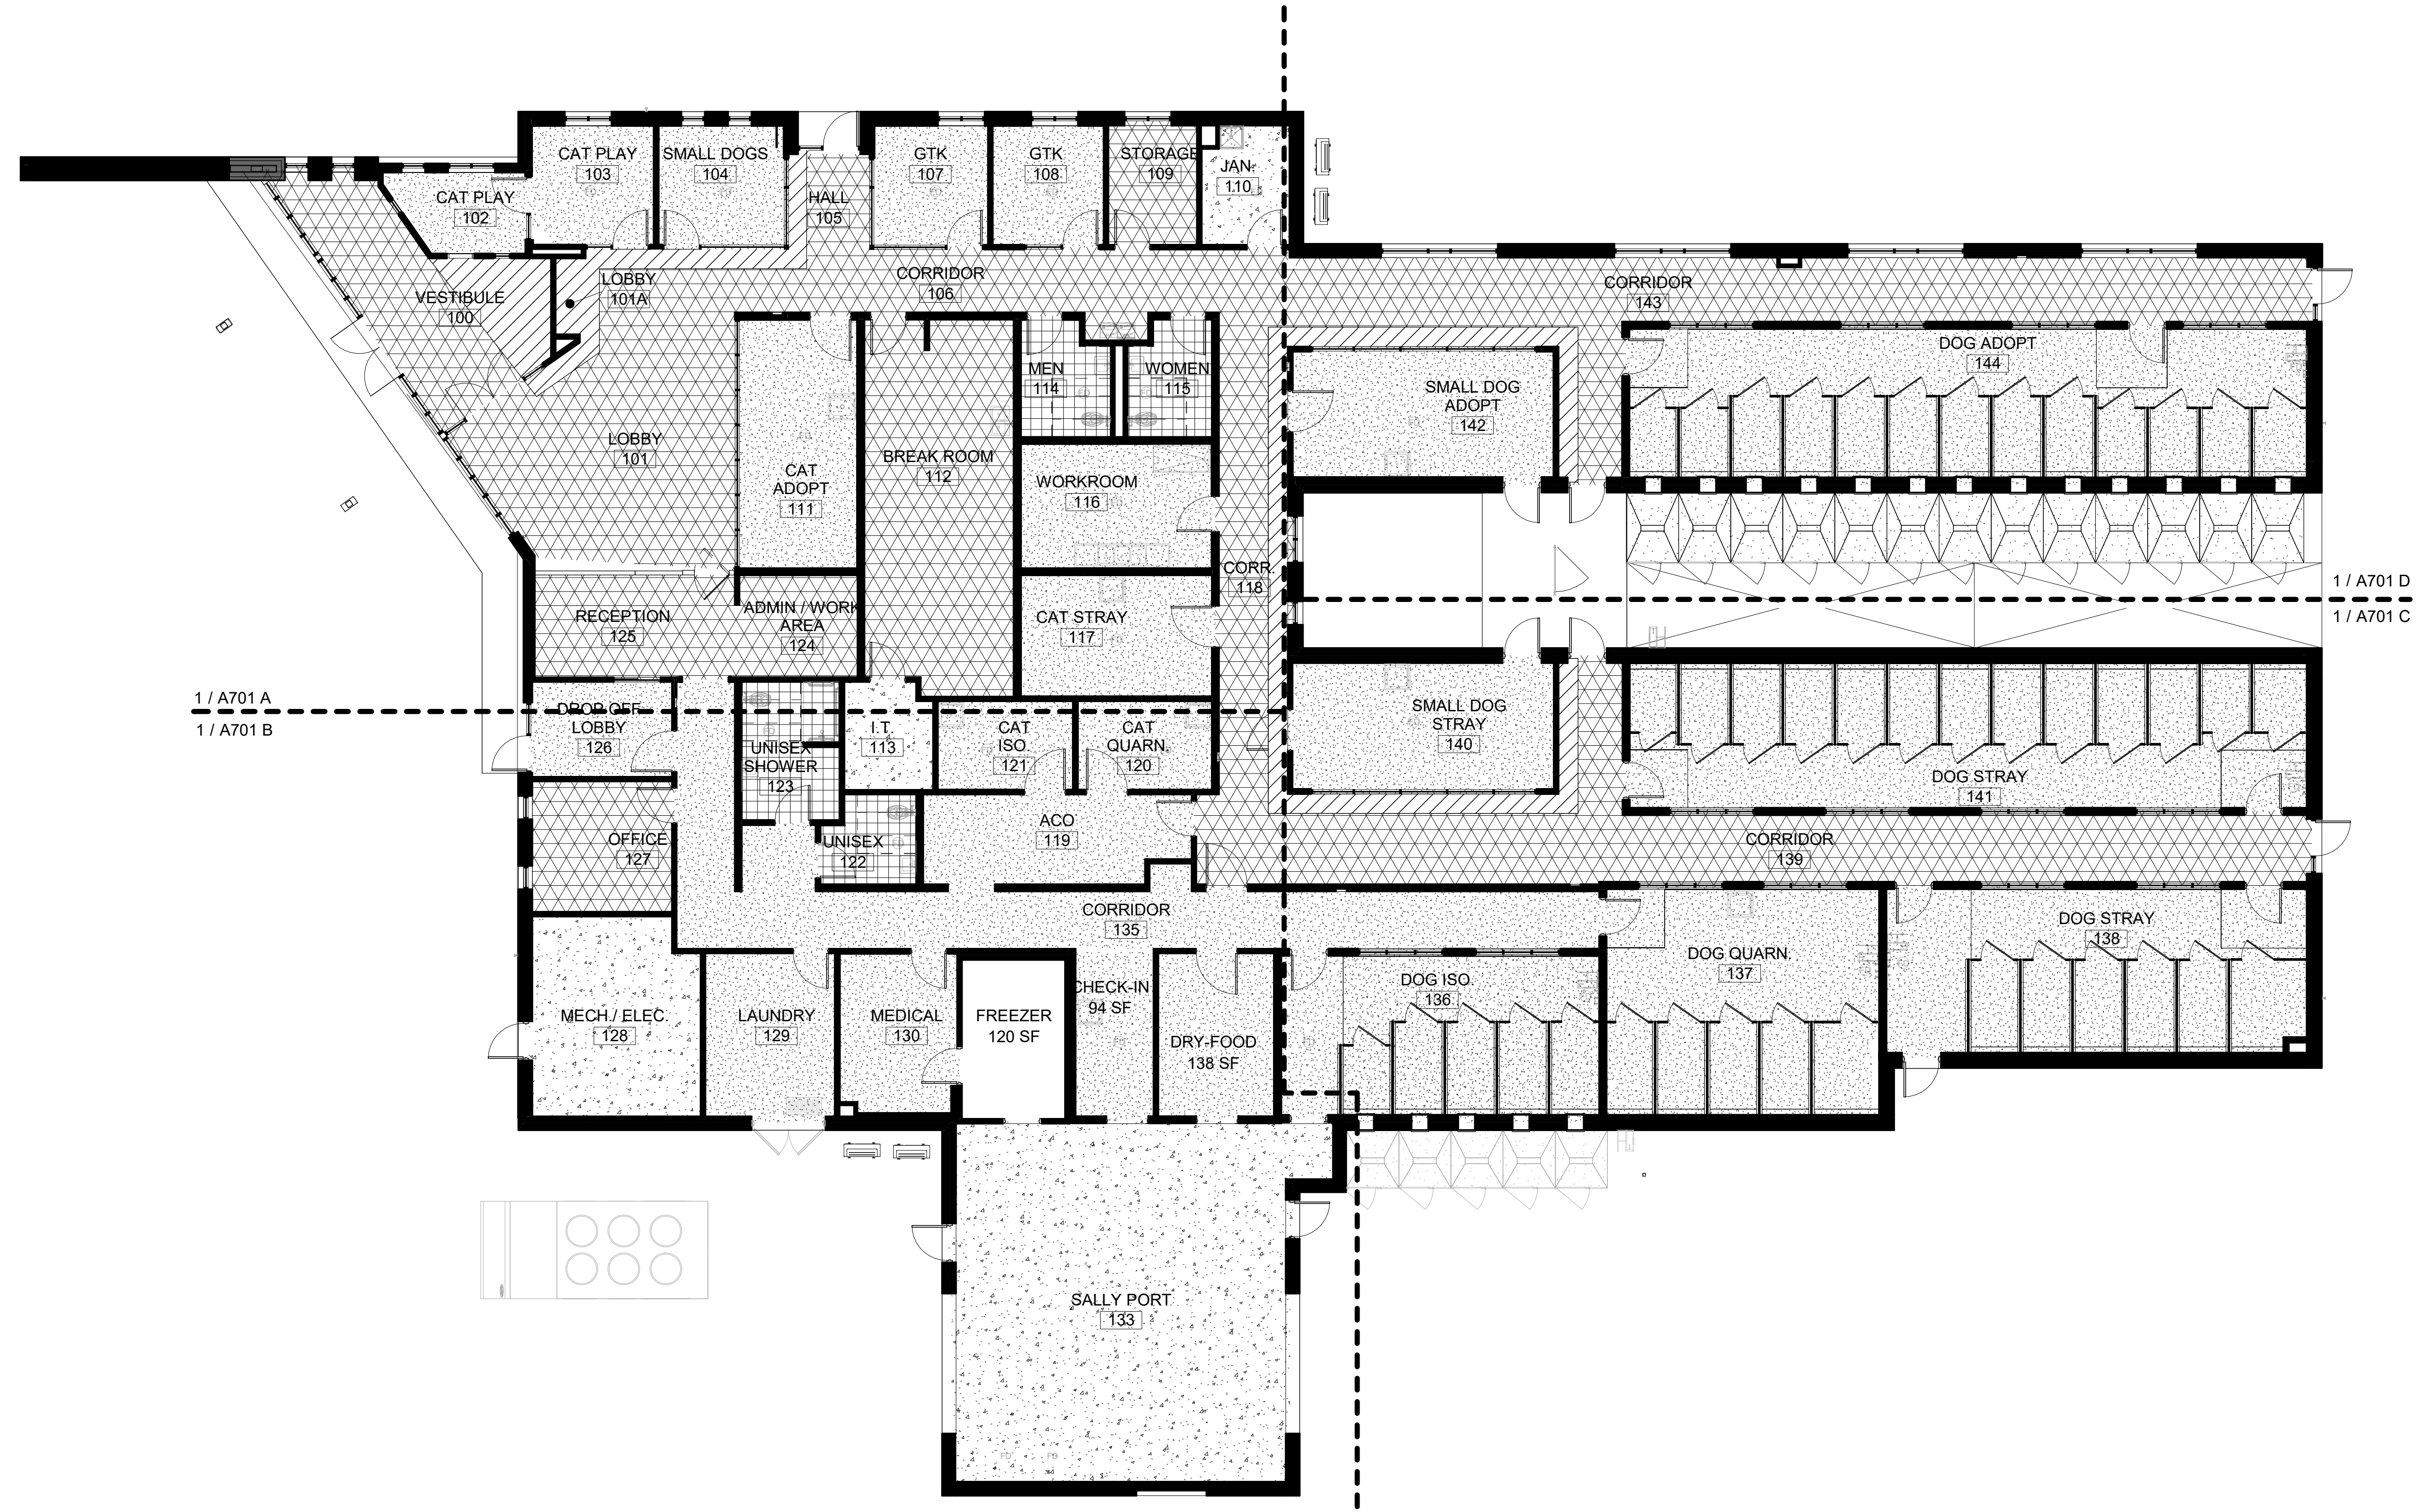 CAT PLAY
103
SMALL DOGS
104
GTK
107
GTK
108
STORAGE
109
JAN.
110
CAT PLAY
102
HALL
105
LOBBY
101A
CORRIDOR
106
VESTIBULE
100
CORRIDOR
143
DOG ADOPT
144
MEN
114
WOMEN
115
SMALL DOG
ADOPT
142
LOBBY
101
CAT
ADOPT
111
BREAK ROOM
112
WORKROOM
116
CORR.
118
RECEPTION
125
ADMIN / WORK
AREA
124
CAT STRAY
117
1 / A701 D
1 / A701 C
1 / A701 A
1 / A701 B
DROP OFF
LOBBY
126
UNISEX
SHOWER
123
I.T.
113
CAT
ISO.
121
CAT
QUARN.
120
SMALL DOG
STRAY
140
DOG STRAY
141
OFFICE
127
UNISEX
122
ACO
119
CORRIDOR
139
CORRIDOR
135
DOG STRAY
138
DOG QUARN.
137
DOG ISO.
136
MECH./ ELEC.
128
LAUNDRY
129
MEDICAL
130
FREEZER
120 SF
CHECK-IN
94 SF
DRY-FOOD
138 SF
SALLY PORT
133
FD
FD